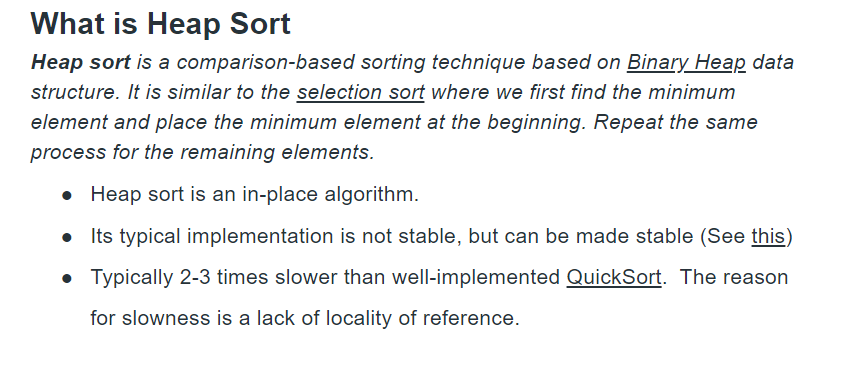 What is Heap Sort
Heap sort is a comparison-based sorting technique based on Binary Heap data
structure. It is similar to the selection sort where we first find the minimum
element and place the minimum element at the beginning. Repeat the same
process for the remaining elements.
● Heap sort is an in-place algorithm.
● Its typical implementation is not stable, but can be made stable (See this)
● Typically 2-3 times slower than well-implemented QuickSort.  The reason
for slowness is a lack of locality of reference.